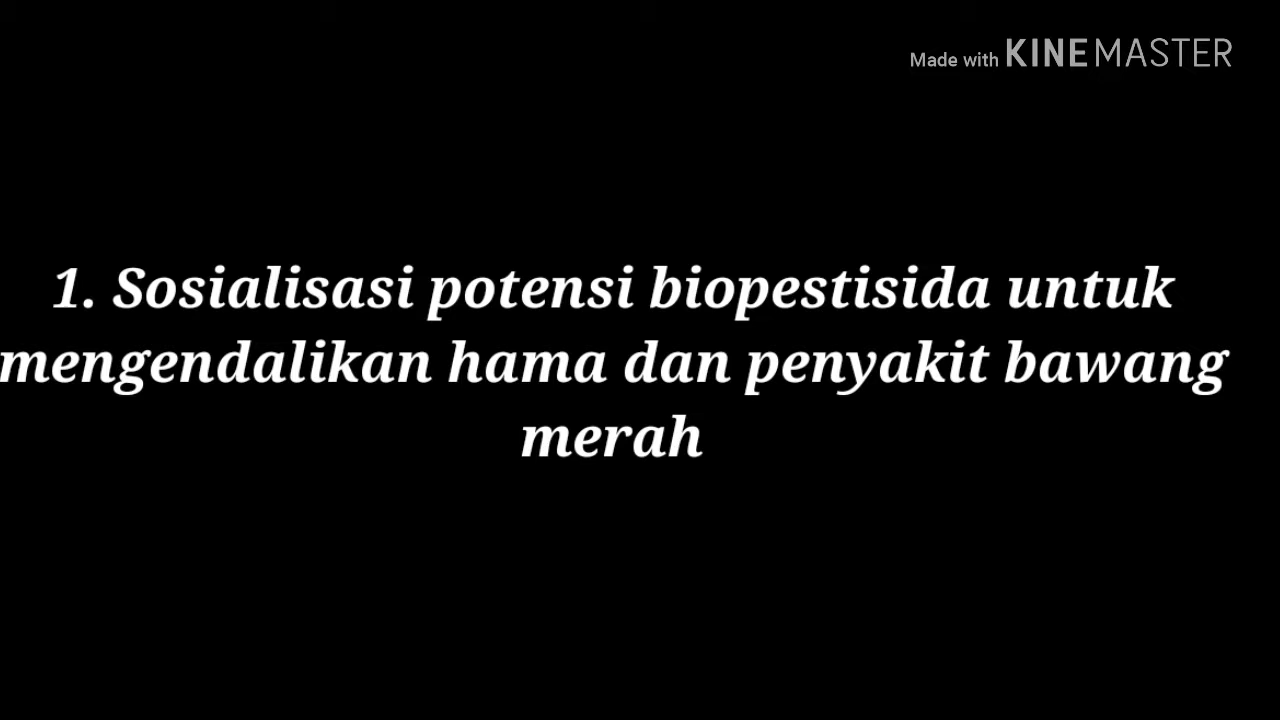 Made with KINEMASTER
1. Sosialisasi potensi biopestisida untuk
mengendalikan hama dan penyakit bawang
merah